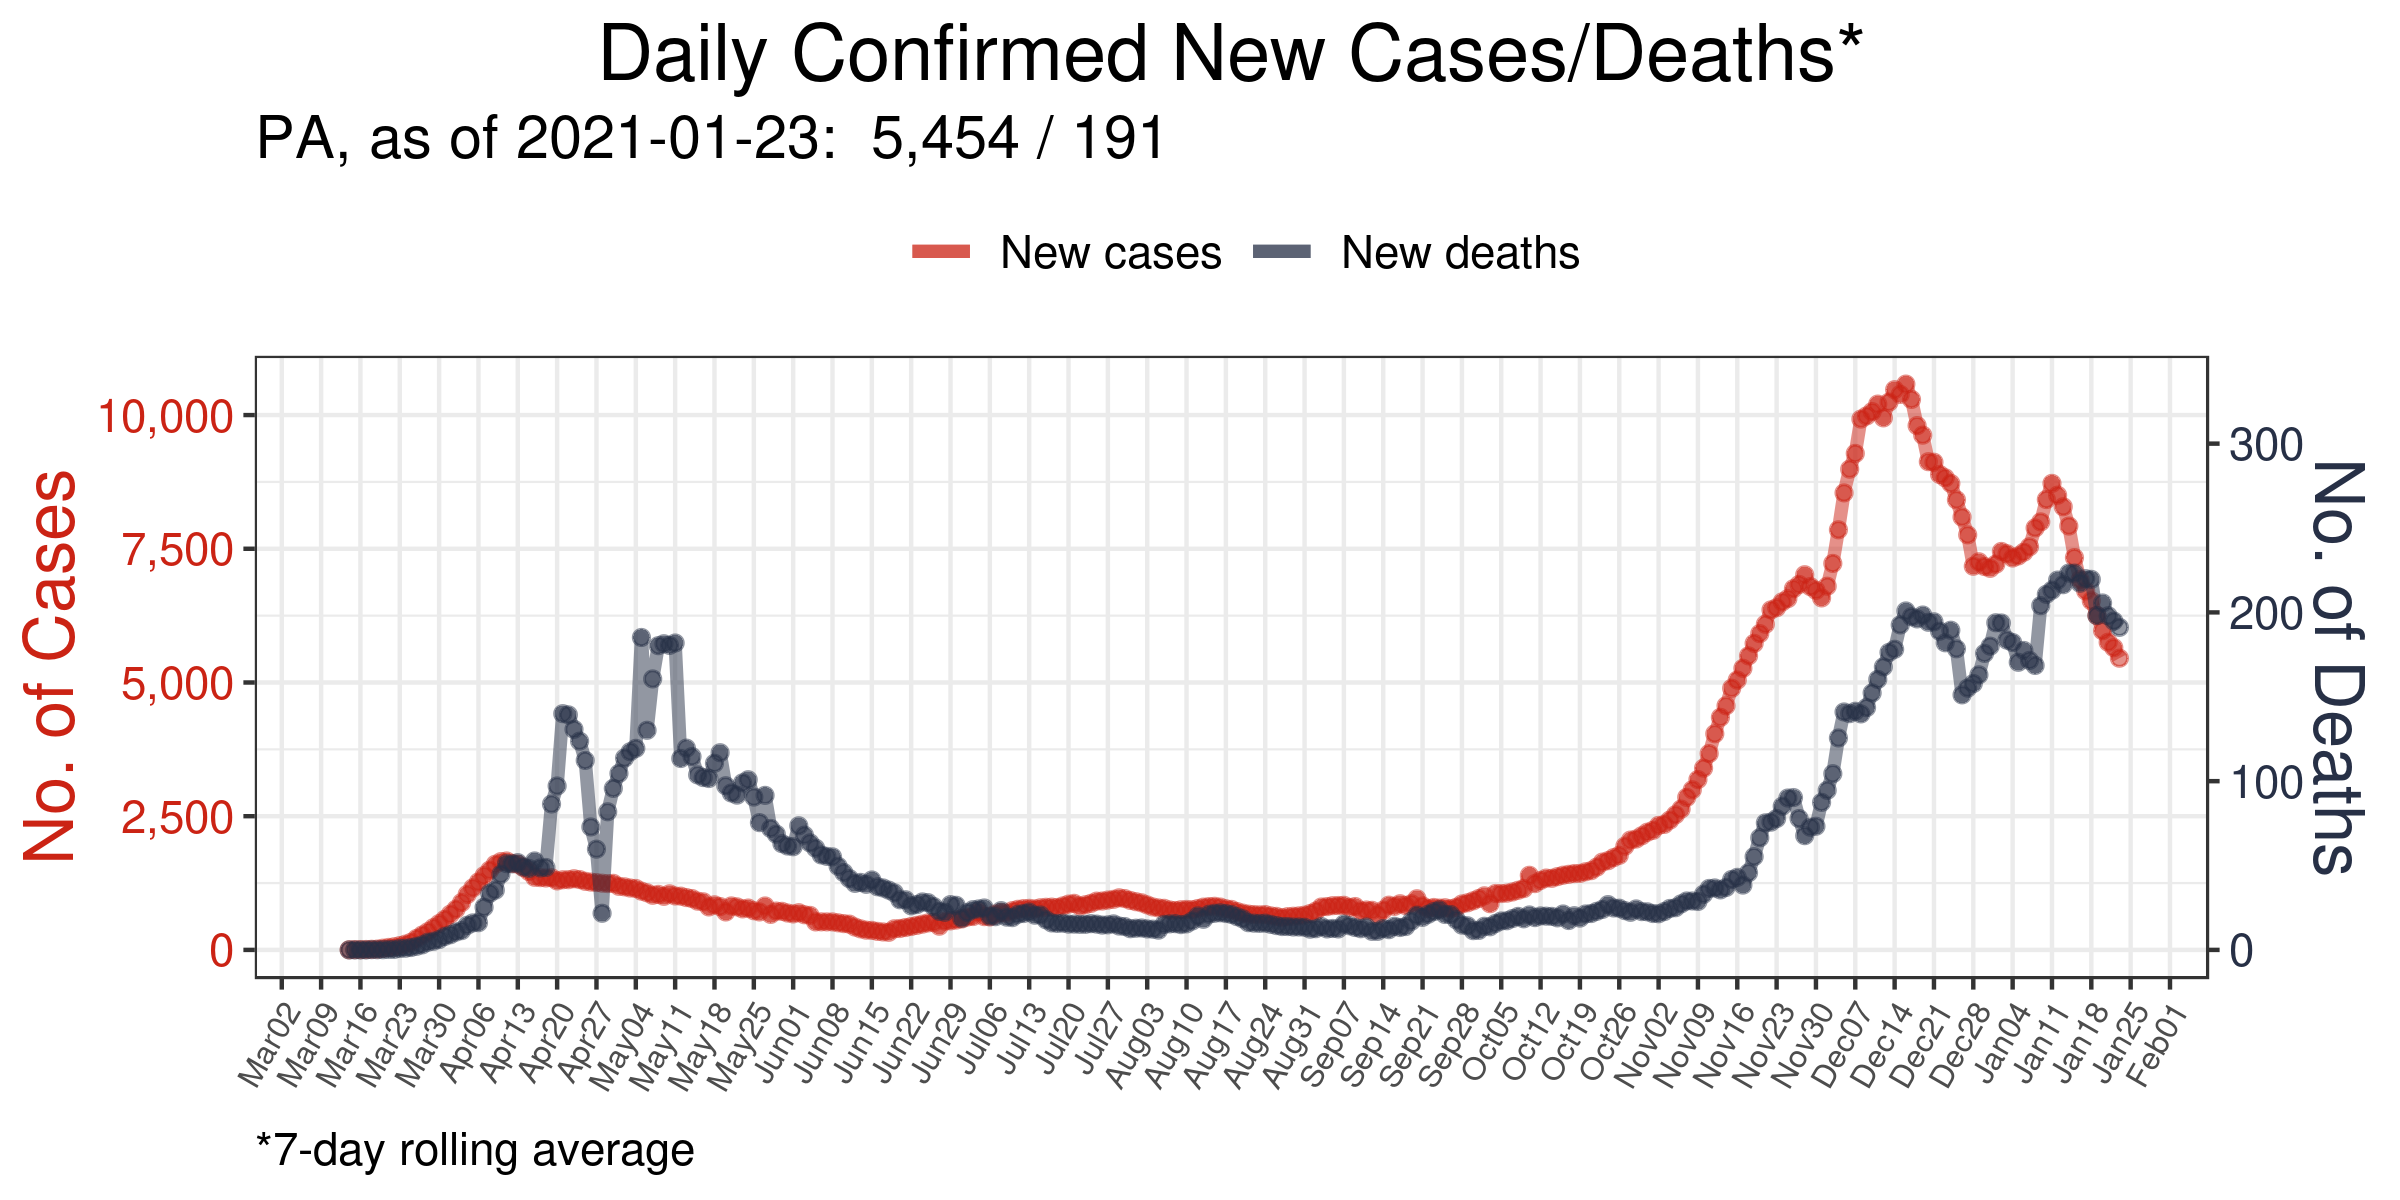 Daily Confirmed New Cases/Deaths*
PA, as of 2021-01-23:  5,454 / 191
New cases
New deaths
No. of Cases
10,000
7,500
5,000
2,500
0
300
200
100
0
No. of Deaths
Mar02
Mar09
Mar16
Mar23
Mar30
Apr06
Apr13
Apr20
Apr27
May04
May11
May18
May25
Jun01
Jun08
Jun15
Jun22
Jun29
Jul06
Jul13
Jul20
Jul27
Aug03
Aug10
Aug17
Aug24
Aug31
Sep07
Sep14
Sep21
Sep28
Oct05
Oct12
Oct19
Oct26
Nov02
Nov09
Nov16
Nov23
Nov30
Dec07
Dec14
Dec21
Dec28
Jan04
Jan11
Jan18
Jan25
Feb01
*7-day rolling average